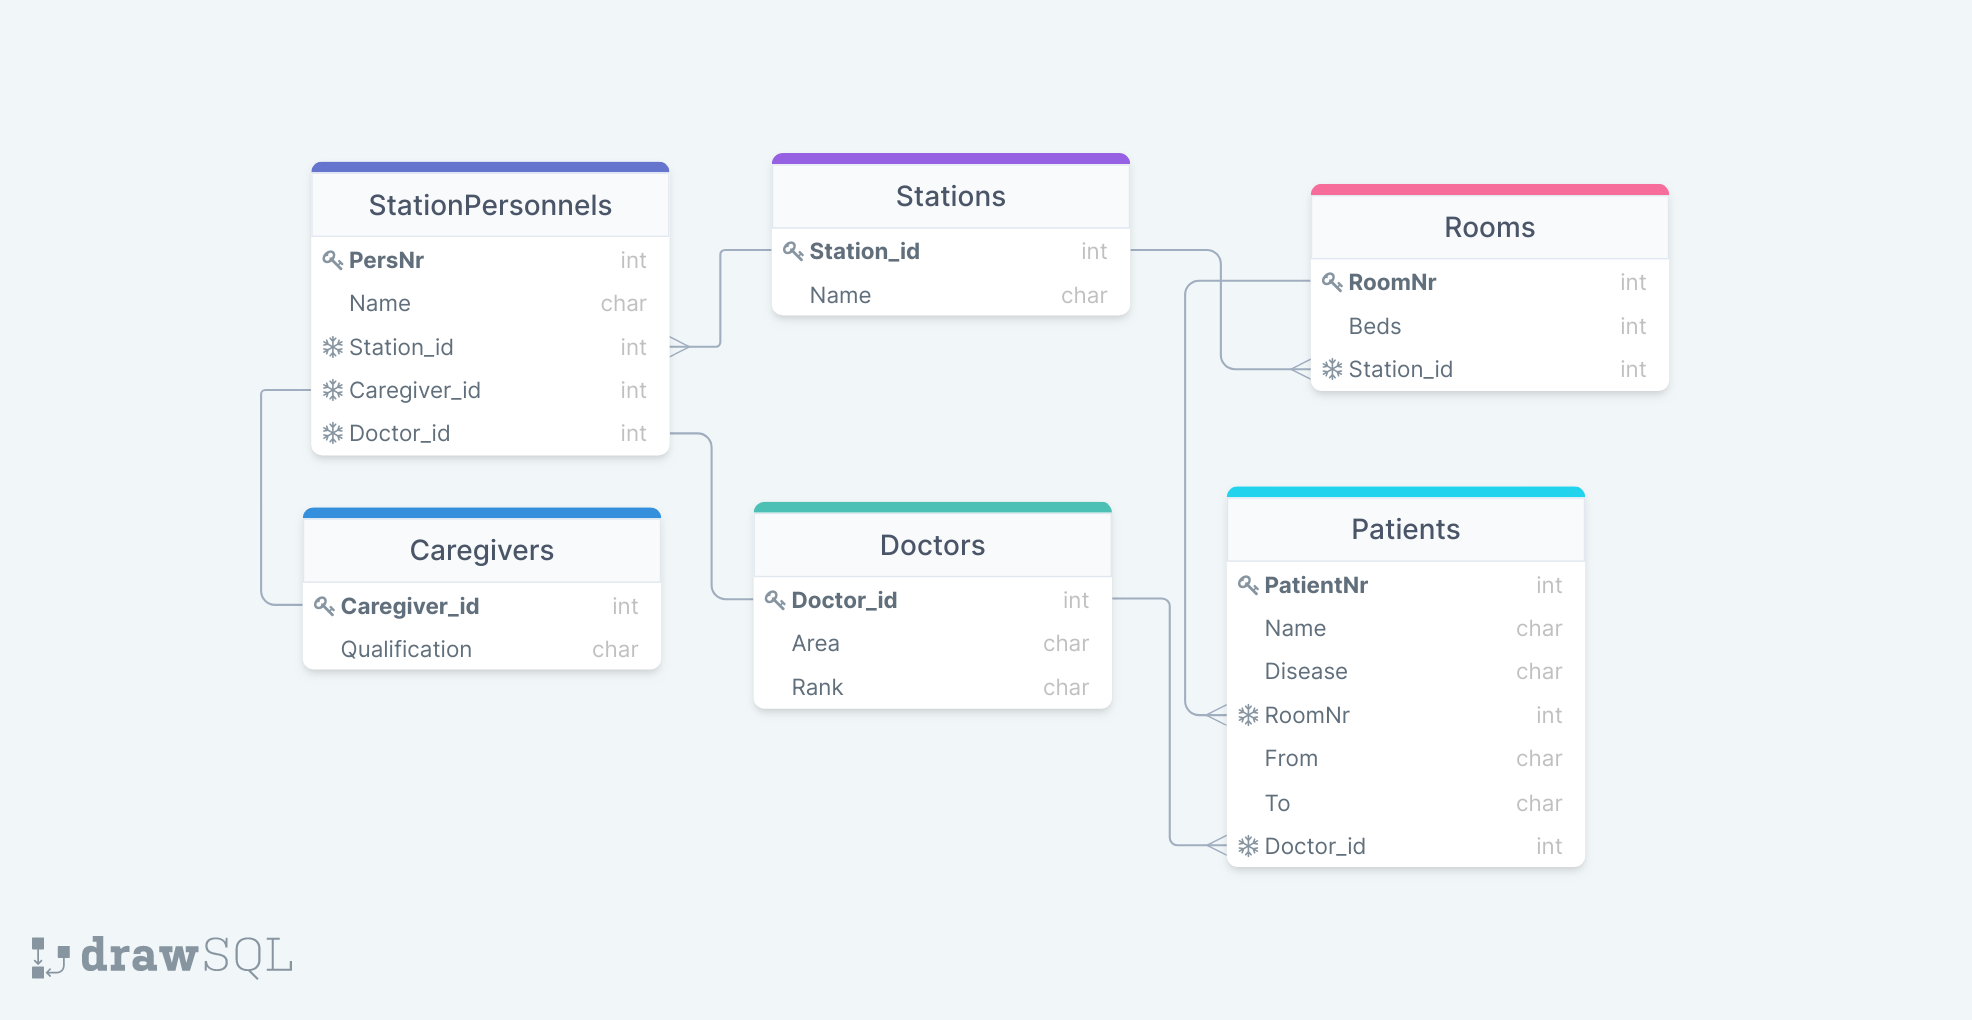 StationPersonnels
PersNr int
Name char
Station_id int
Caregiver_id int
Doctor_id int
Stations
Station_id int
Name char
Rooms
RoomNr int
Beds int
Station_id int
Caregivers
Caregiver_id int
Qualification char
Doctors
Doctor_id int
Area char
Rank char
Patients
PatientNr int
Name char
Disease char
RoomNr int
From char
To char
Doctor_id int
drawSQL